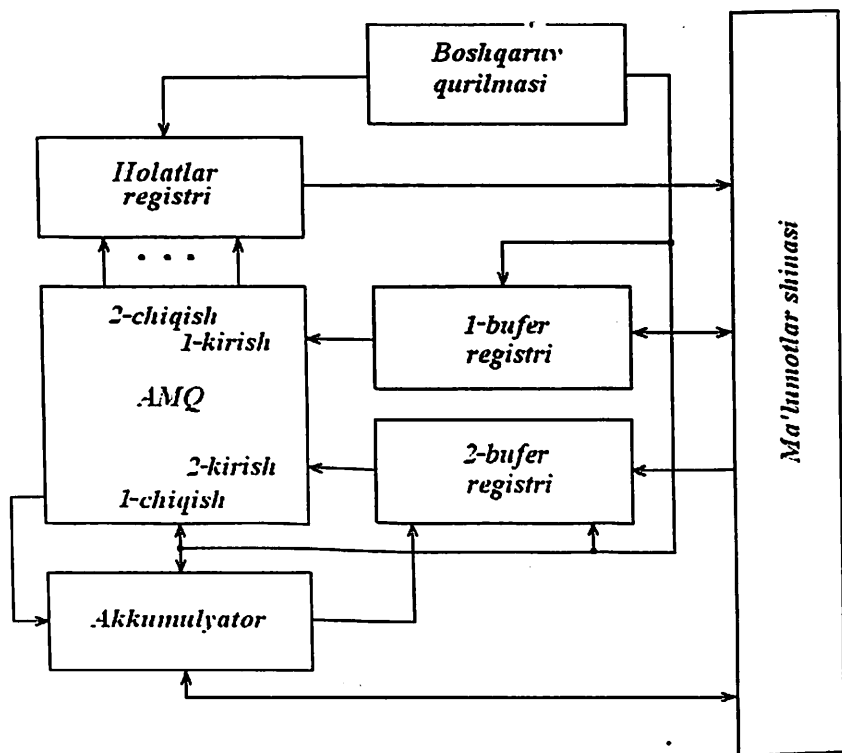 Boshqaruv
qurilmasi
Holatlar
registri
. . .
2-chiqish
1-kirish
AMQ
2-kirish
1-chiqish
1-bufer
registri
2-bufer
registri
Akkumulyator
Ma'lumotlar shinasi